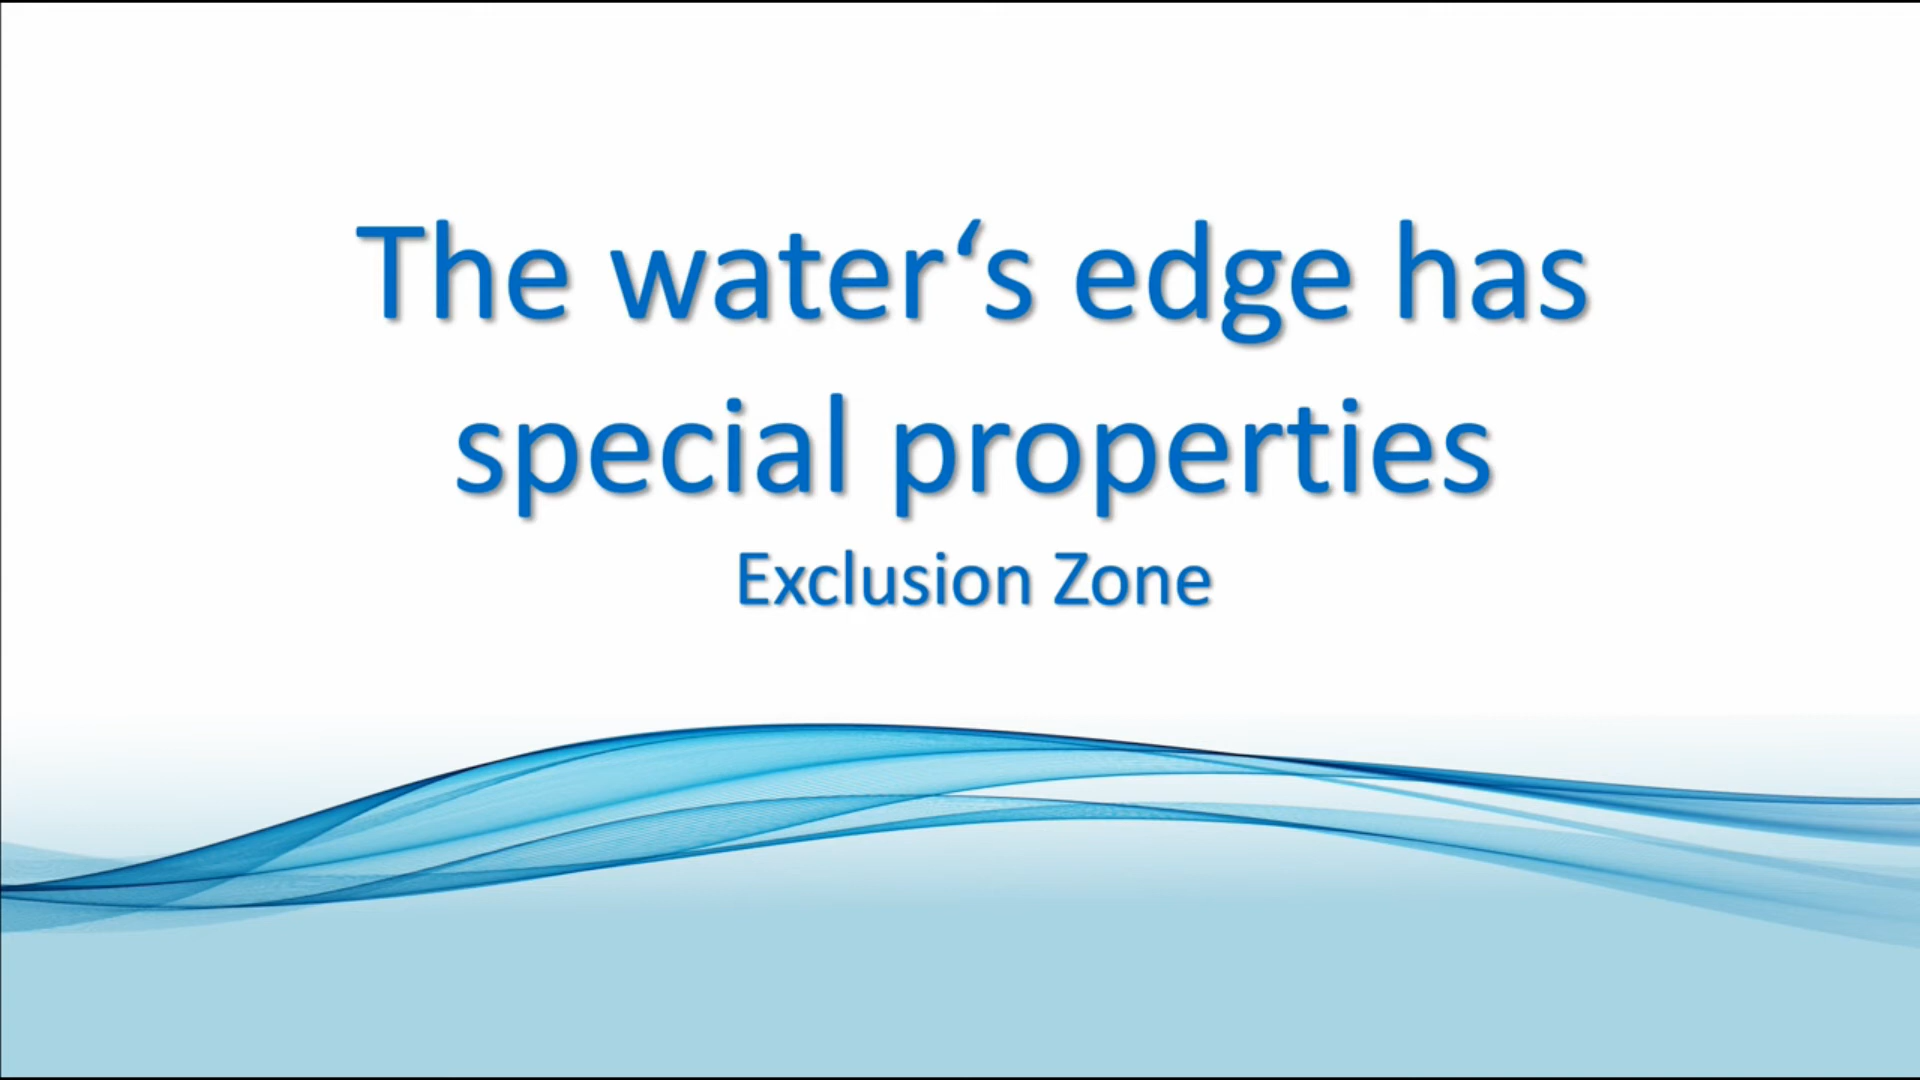 The water‘s edge has
special properties
Exclusion Zone